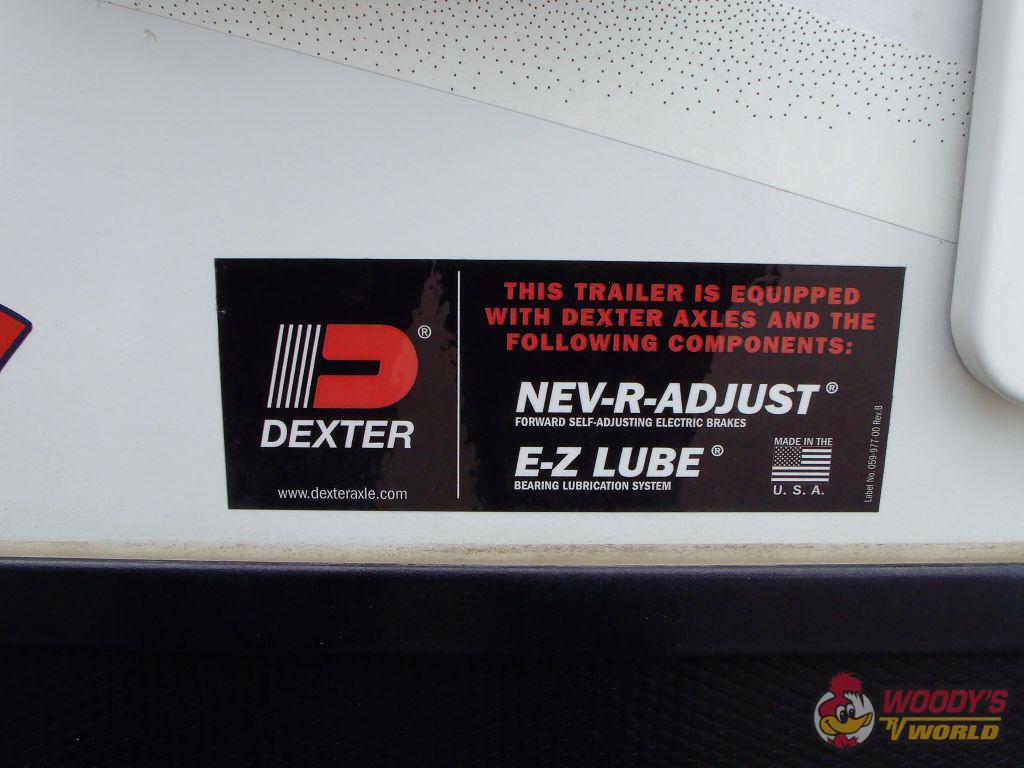 THIS TRAILER IS EQUIPPED
WITH DEXTER AXLES AND THE
FOLLOWING COMPONENTS:
®
DEXTER
www.dexteraxle.com
NEV-R-ADJUST®
FORWARD SELF-ADJUSTING ELECTRIC BRAKES
E-Z LUBE®
BEARING LUBRICATION SYSTEM
MADE IN THE
U. S. A.
Label No. 059-977-00 Rev.B
WOODY'S
RV WORLD